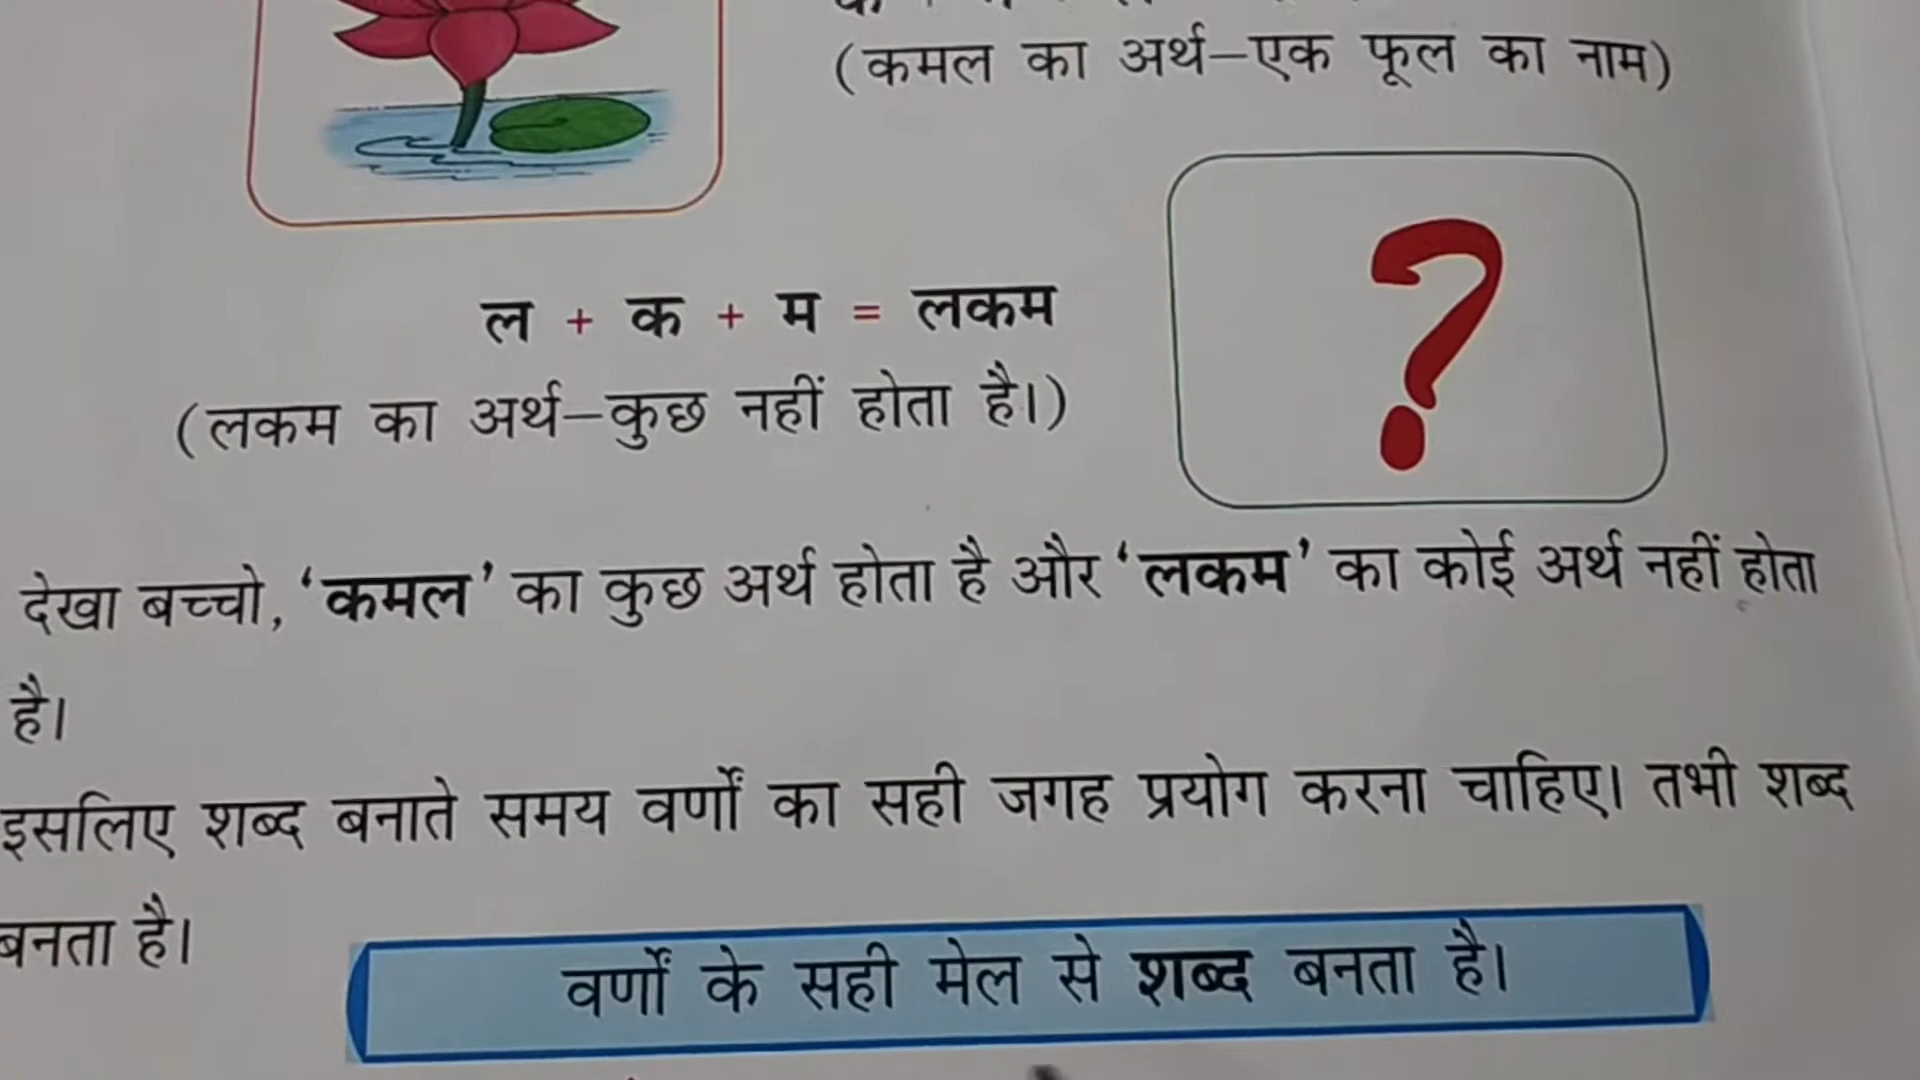 (कमल का अर्थ–एक फूल का नाम)
ल + क + म = लकम
?
(लकम का अर्थ–कुछ नहीं होता है।)
देखा बच्चो, ‘कमल’ का कुछ अर्थ होता है और ‘लकम’ का कोई अर्थ नहीं होता
है।
इसलिए शब्द बनाते समय वर्णों का सही जगह प्रयोग करना चाहिए। तभी शब्द
बनता है।
वर्णों के सही मेल से शब्द बनता है।